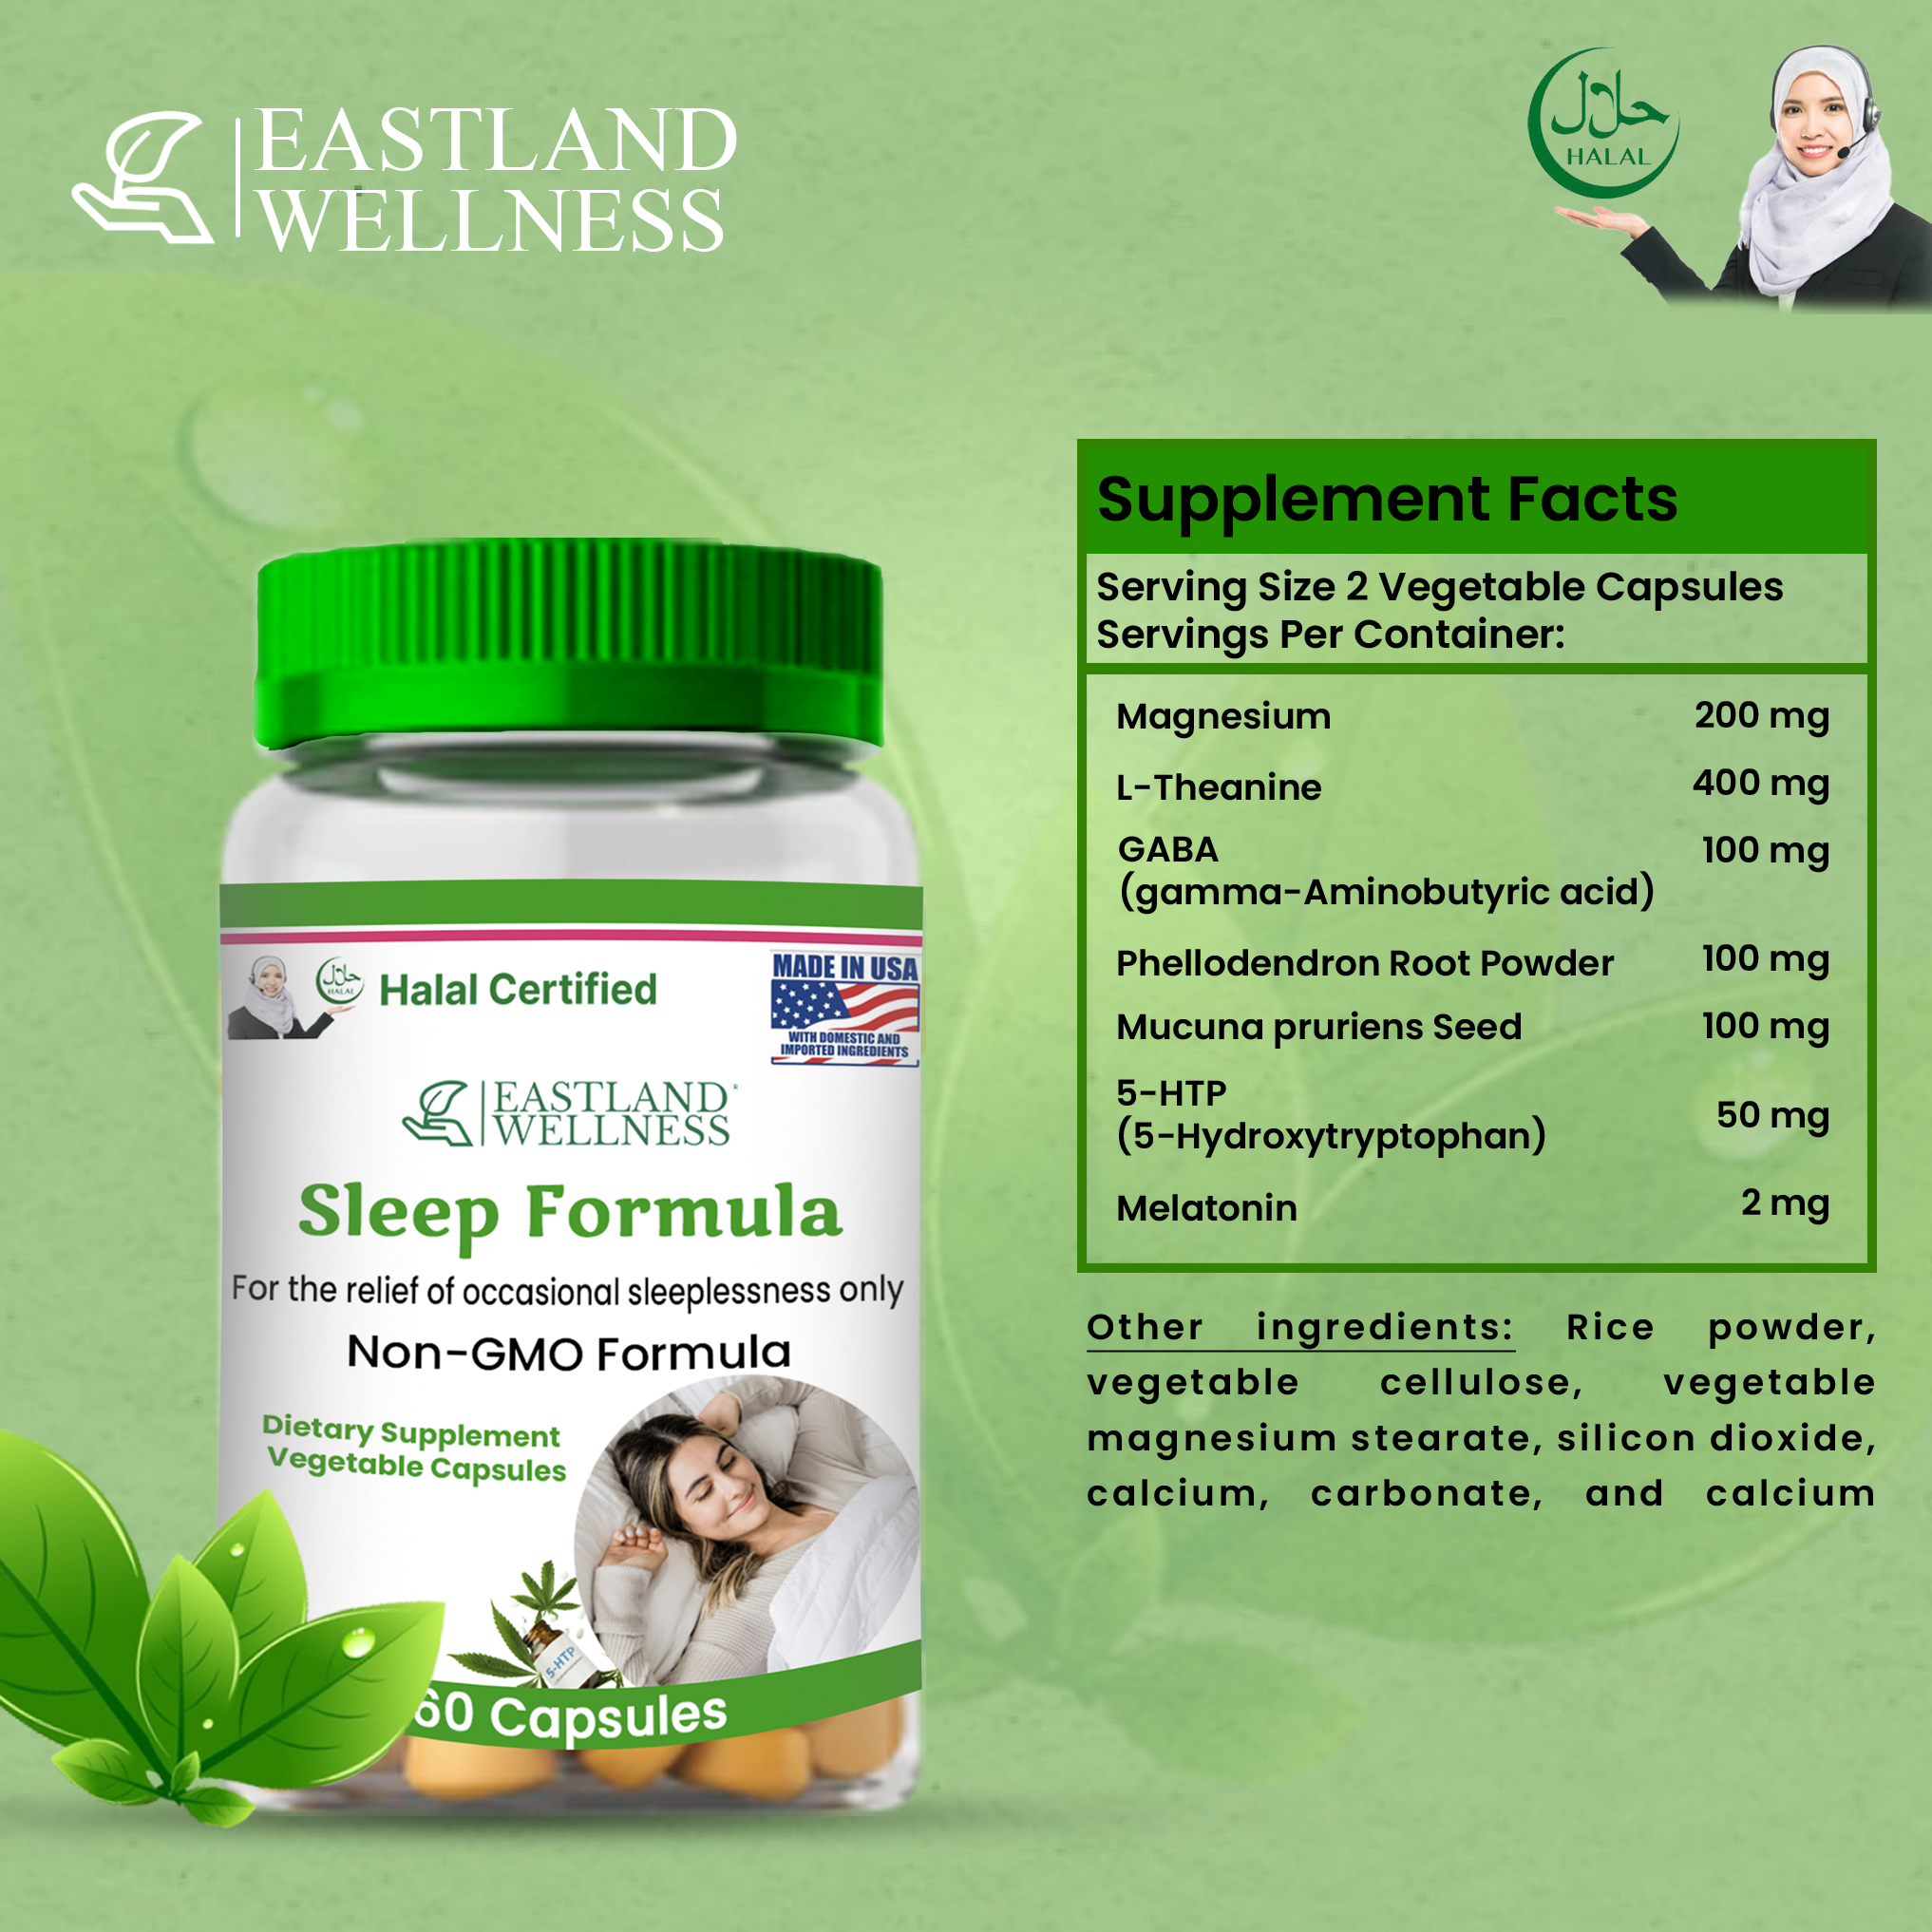 EASTLAND
WELLNESS
حلال
HALAL
Supplement Facts
Serving Size 2 Vegetable Capsules
Servings Per Container:
Magnesium 200 mg
L-Theanine 400 mg
GABA 100 mg
(gamma-Aminobutyric acid)
Phellodendron Root Powder 100 mg
Mucuna pruriens Seed 100 mg
5-HTP
(5-Hydroxytryptophan) 50 mg
Melatonin 2 mg
Other ingredients: Rice powder,
vegetable cellulose, vegetable
magnesium stearate, silicon dioxide,
calcium, carbonate, and calcium
حلال
HALAL
Halal Certified
MADE IN USA
WITH DOMESTIC AND
IMPORTED INGREDIENTS
EASTLAND
WELLNESS
Sleep Formula
For the relief of occasional sleeplessness only
Non-GMO Formula
Dietary Supplement
Vegetable Capsules
5-HTP
60 Capsules